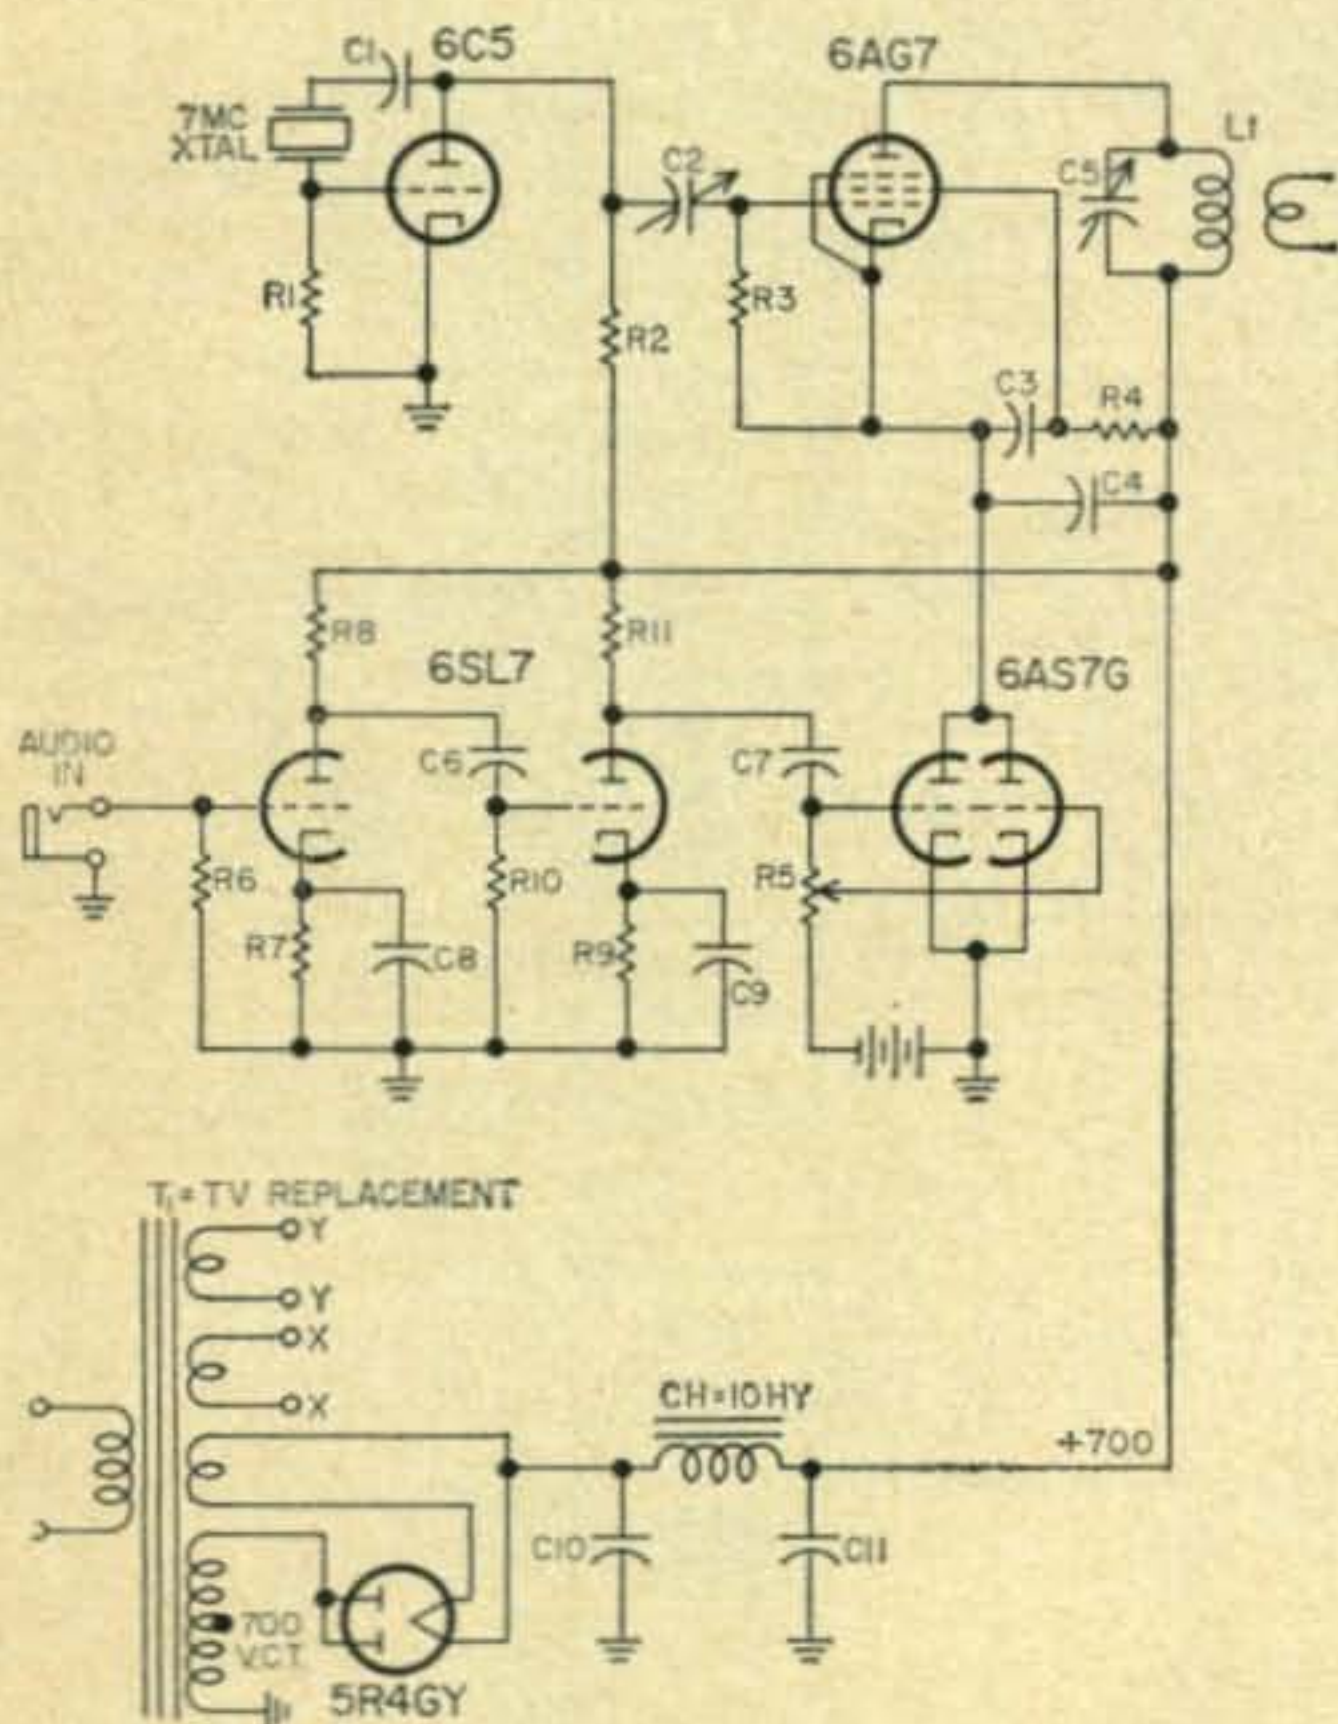 C1
6C5
6AG7
7MC
XTAL
C2
C5
L1
R1
R3
R2
C3
R4
C4
R8
R11
6SL7
6AS7G
AUDIO
IN
C6
C7
R6
R10
R5
R7
C8
R9
C9
T1=TV REPLACEMENT
Y
Y
X
X
CH=10HY
+700
C10
C11
700
V.C.T.
5R4GY